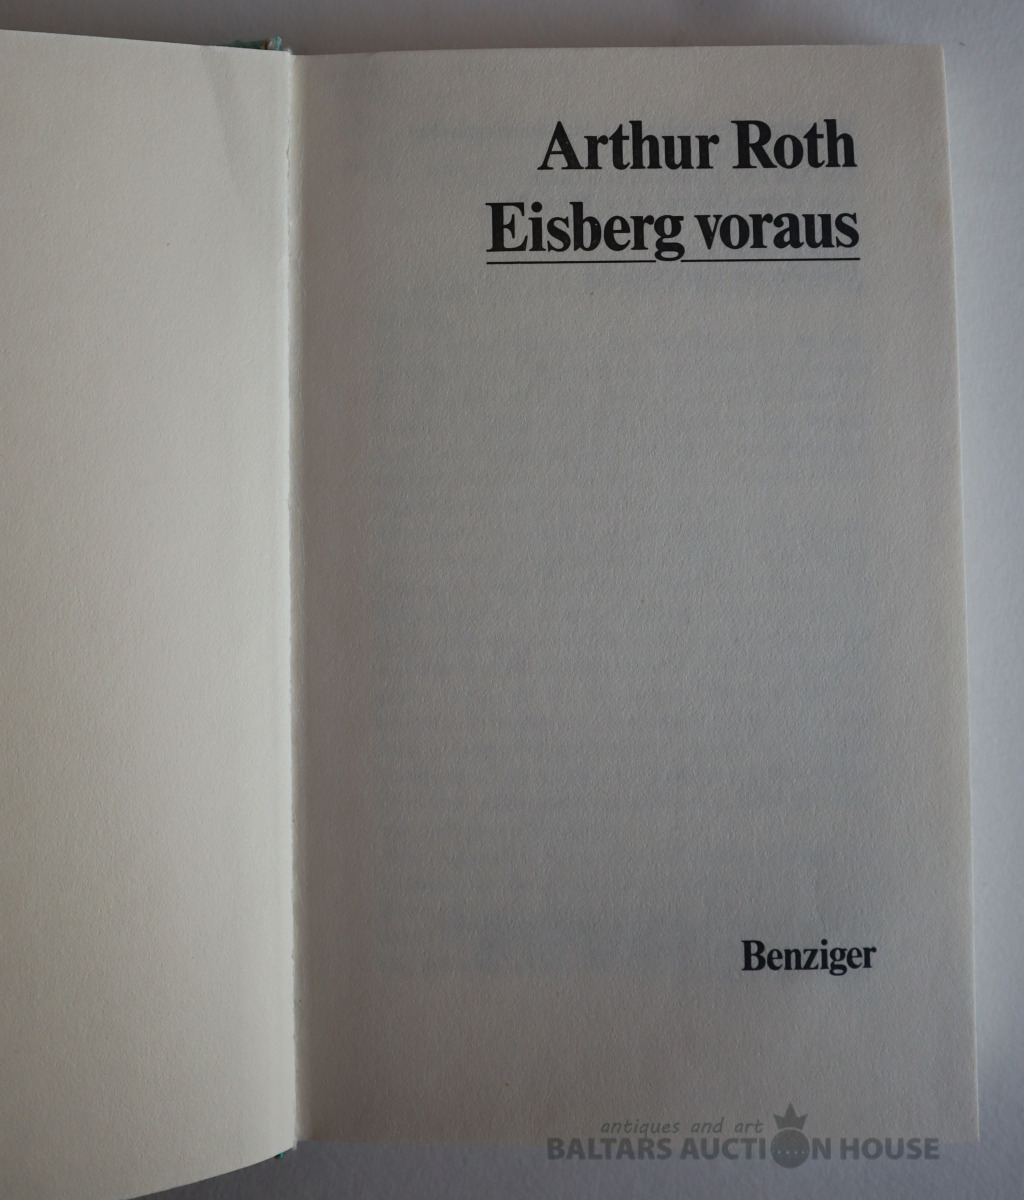 Arthur Roth
Eisberg voraus
Benziger
antiques and art
BALTARS AUCTION HOUSE